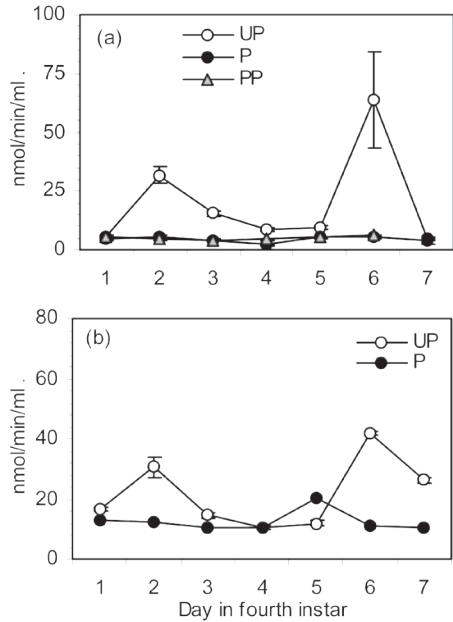 100
(a)
UP
P
PP
75
50
25
0
nmol/min/ml.
1 2 3 4 5 6 7
80
(b)
UP
P
60
40
20
0
nmol/min/ml.
1 2 3 4 5 6 7
Day in fourth instar